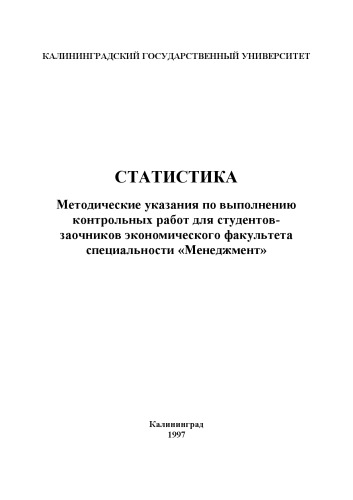 КАЛИНИНГРАДСКИЙ ГОСУДАРСТВЕННЫЙ УНИВЕРСИТЕТ
СТАТИСТИКА
Методические указания по выполнению
контрольных работ для студентов-
заочников экономического факультета
специальности «Менеджмент»
Калининград
1997